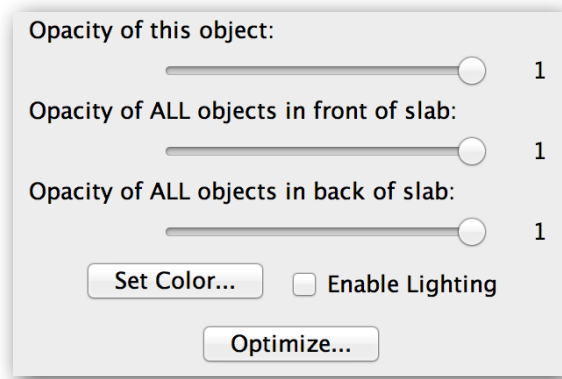 Opacity of this object:
1
Opacity of ALL objects in front of slab:
1
Opacity of ALL objects in back of slab:
1
Set Color... Enable Lighting
Optimize...